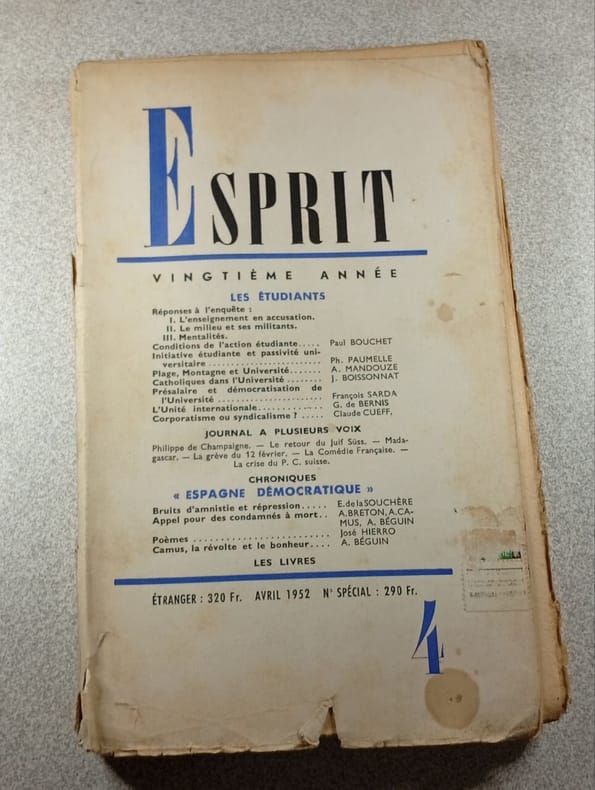 ESPRIT
VINGTIÈME ANNÉE
LES ÉTUDIANTS
Réponses à l'enquête :
I. L'enseignement en accusation.
II. Le milieu et ses militants.
III. Mentalités.
Conditions de l'action étudiante..... Paul BOUCHET
Initiative étudiante et passivité uni-
versitaire ........................ Ph. PAUMELLE
Plage, Montagne et Université....... A. MANDOUZE
Catholiques dans l'Université ........ J. BOISSONNAT
Présalaire et démocratisation de
l'Université ...................... François SARDA
L'Unité internationale............. G. de BERNIS
Corporatisme ou syndicalisme ? ..... Claude CUEFF,
JOURNAL A PLUSIEURS VOIX
Philippe de Champaigne. — Le retour du Juif Süss. — Mada-
gascar. — La grève du 12 février. — La Comédie Française. —
La crise du P. C. suisse.
CHRONIQUES
« ESPAGNE DÉMOCRATIQUE »
Bruits d'amnistie et répression..... E. de la SOUCHÈRE
Appel pour des condamnés à mort.. A. BRETON, A. CA-
MUS, A. BÉGUIN
Poèmes ........................ José HIERRO
Camus, la révolte et le bonheur.... A. BÉGUIN
LES LIVRES
ÉTRANGER : 320 Fr. AVRIL 1952 N° SPÉCIAL : 290 Fr.
4